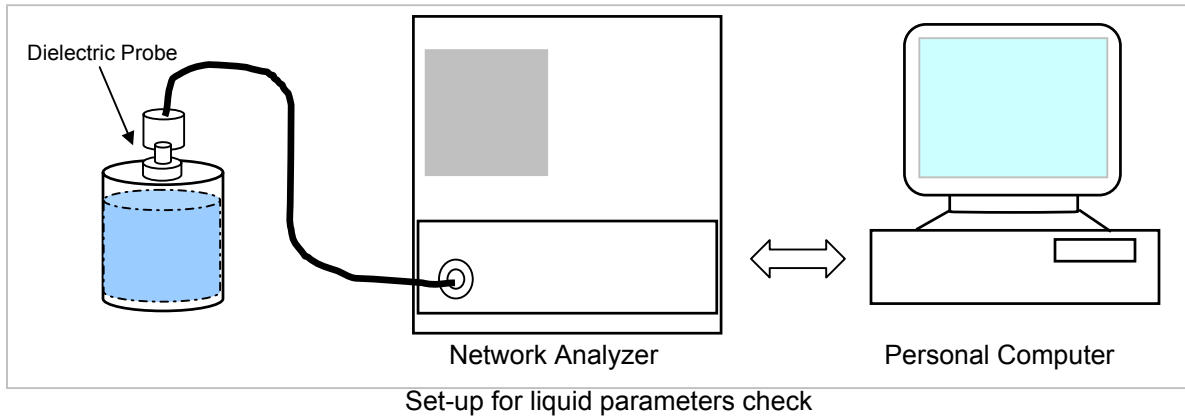 Dielectric Probe
Network Analyzer
Personal Computer
Set-up for liquid parameters check